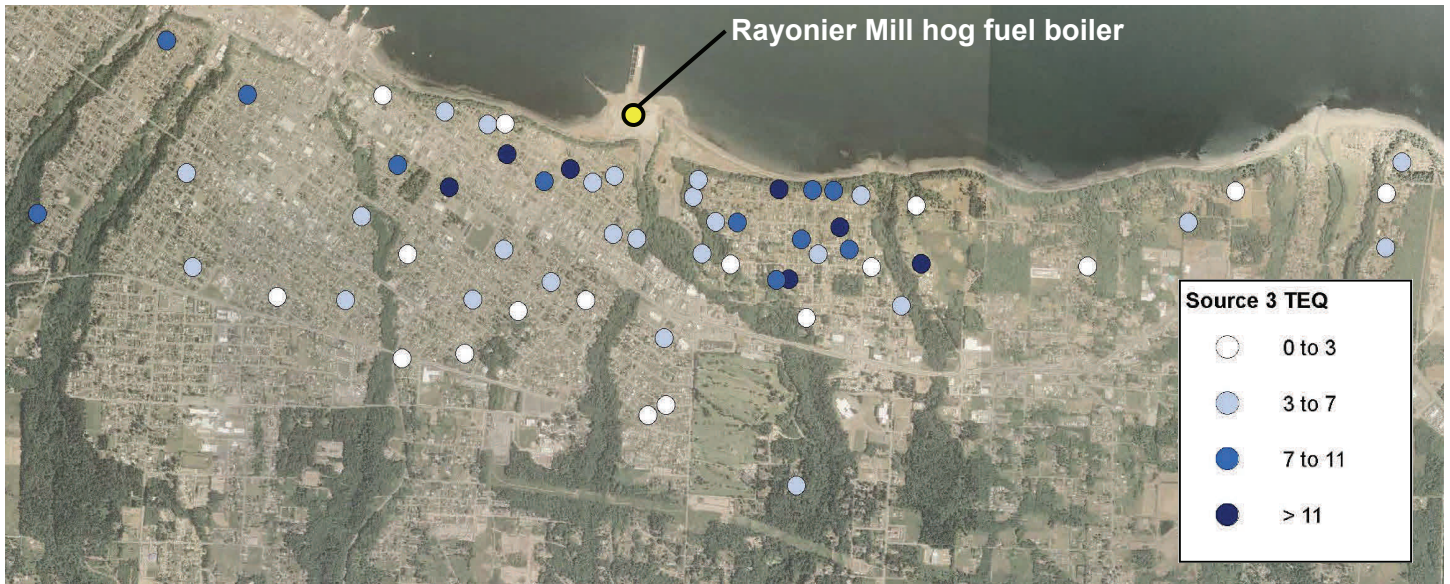 Rayonier Mill hog fuel boiler
Source 3 TEQ
0 to 3
3 to 7
7 to 11
> 11